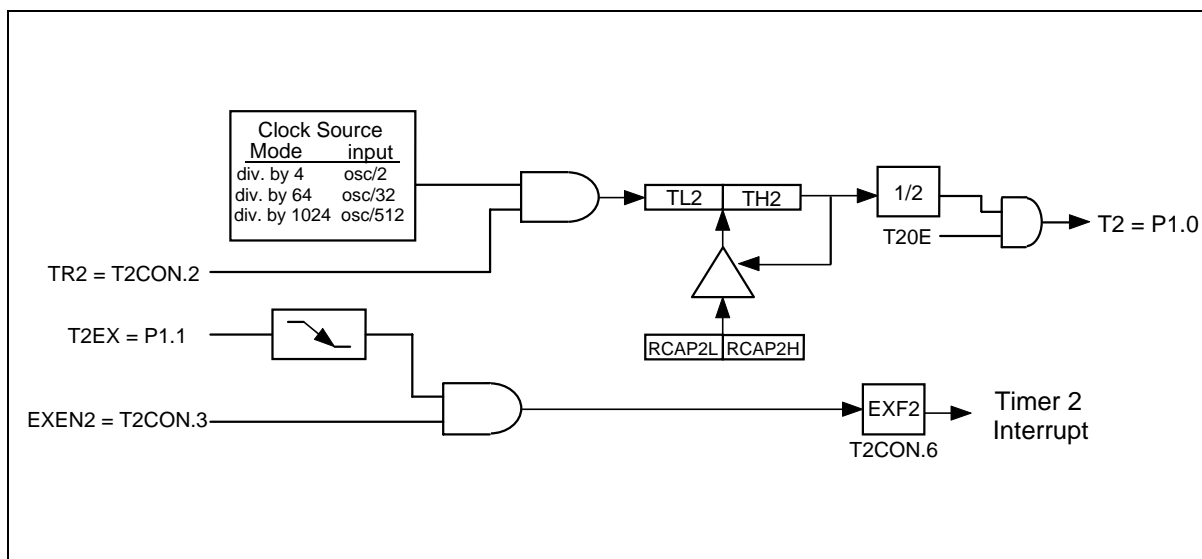 Clock Source
Mode input
div. by 4 osc/2
div. by 64 osc/32
div. by 1024 osc/512
TL2 TH2
1/2
T20E
T2 = P1.0
TR2 = T2CON.2
T2EX = P1.1
RCAP2L RCAP2H
EXEN2 = T2CON.3
EXF2
T2CON.6
Timer 2
Interrupt